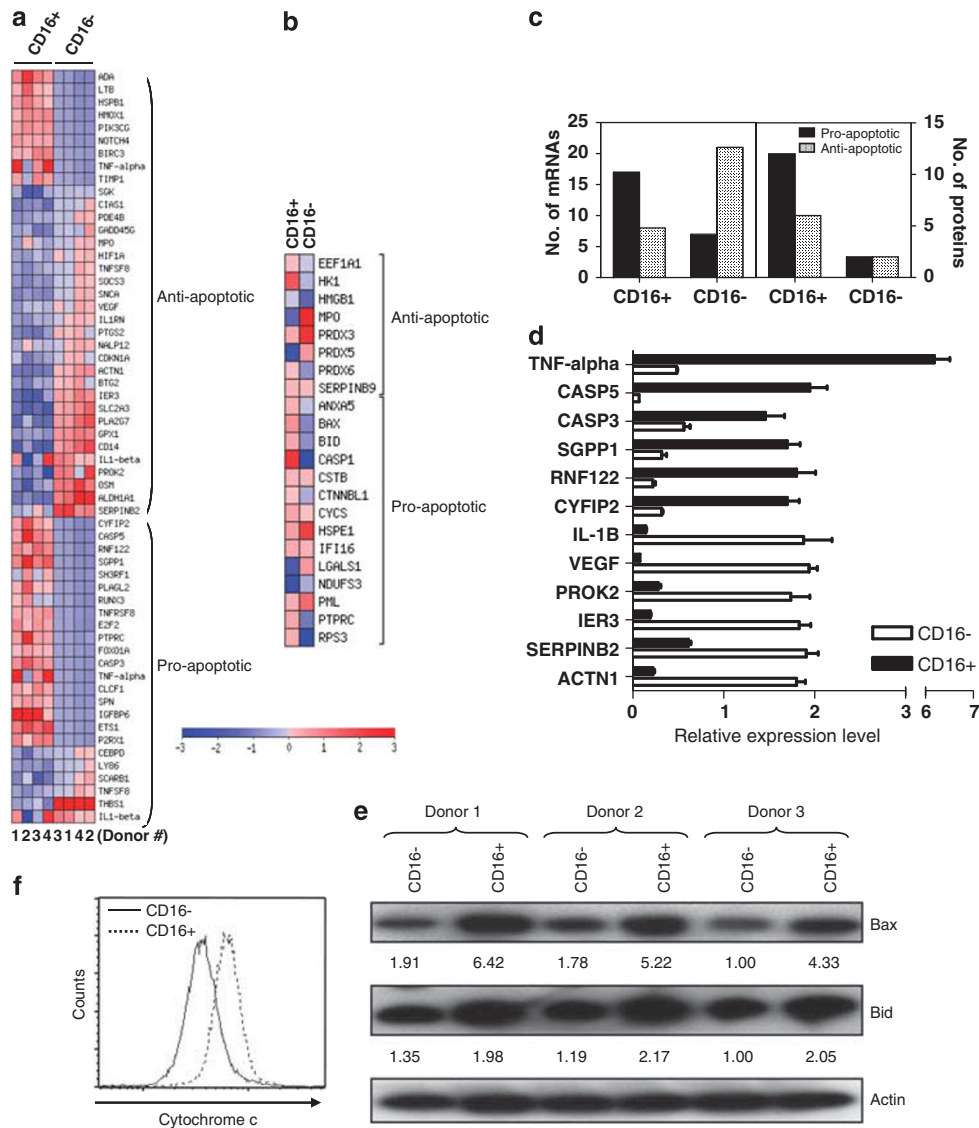 a
CD16+
CD16-
ADA
LTB
HSPB1
HMOX1
PIK3CG
NOTCH4
BIRC3
TNF-alpha
TIMP1
SGK
CIAS1
PDE4B
GADD45G
MPO
HIF1A
TNFSF8
SOCS3
SNCA
VEGF
IL1RN
PTGS2
NALP12
CDKN1A
ACTN1
BTG2
IER3
SLC2A3
PLA2G7
GPX1
CD14
IL1-beta
PROK2
OSM
ALDH1A1
SERPINB2
CYFIP2
CASP5
RNF122
SGPP1
SH3RF1
PLAGL2
RUNX3
TNFRSF8
E2F2
PTPRC
FOXO1A
CASP3
TNF-alpha
CLCF1
SPN
IGFBP6
ETS1
P2RX1
CEBPD
LY86
SCARB1
TNFSF8
THBS1
IL1-beta
Anti-apoptotic
Pro-apoptotic
1 2 3 4 3 1 4 2 (Donor #)
-3 -2 -1 0 1 2 3
b
CD16+
CD16-
EEF1A1
HK1
HMGB1
MPO
PRDX3
PRDX5
PRDX6
SERPINB9
ANXA5
BAX
BID
CASP1
CSTB
CTNNBL1
CYCS
HSPE1
IFI16
LGALS1
NDUFS3
PML
PTPRC
RPS3
Anti-apoptotic
Pro-apoptotic
c
No. of mRNAs
25
20
15
10
5
0
Pro-apoptotic
Anti-apoptotic
15
10
5
0
No. of proteins
CD16+ CD16- CD16+ CD16-
d
TNF-alpha
CASP5
CASP3
SGPP1
RNF122
CYFIP2
IL-1B
VEGF
PROK2
IER3
SERPINB2
ACTN1
CD16-
CD16+
0 1 2 3 6 7
Relative expression level
e
Donor 1 Donor 2 Donor 3
CD16- CD16+ CD16- CD16+ CD16- CD16+
Bax
1.91 6.42 1.78 5.22 1.00 4.33
Bid
1.35 1.98 1.19 2.17 1.00 2.05
Actin
f
CD16-
CD16+
Counts
Cytochrome c